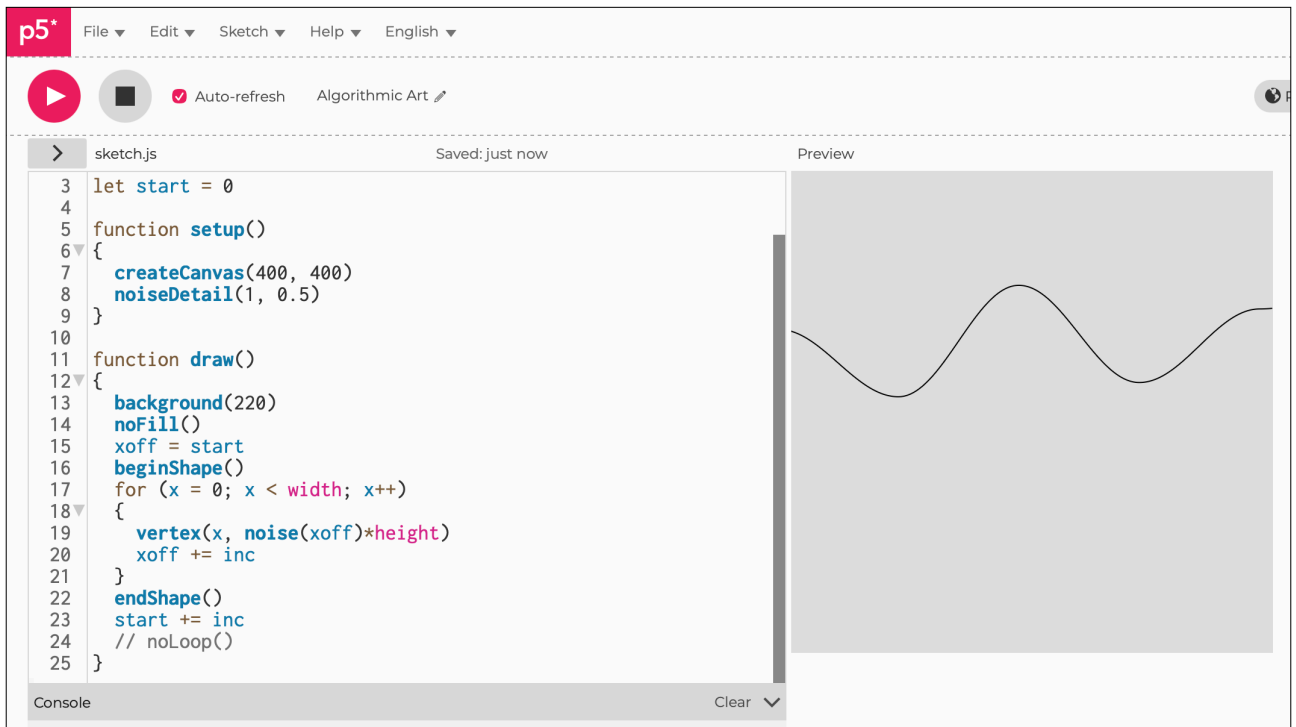 p5* File Edit Sketch Help English
Auto-refresh Algorithmic Art
sketch.js Saved: just now Preview
3 let start = 0
4
5 function setup()
6 {
7 createCanvas(400, 400)
8 noiseDetail(1, 0.5)
9 }
10
11 function draw()
12 {
13 background(220)
14 noFill()
15 xoff = start
16 beginShape()
17 for (x = 0; x < width; x++)
18 {
19 vertex(x, noise(xoff)*height)
20 xoff += inc
21 }
22 endShape()
23 start += inc
24 // noLoop()
25 }
Console Clear